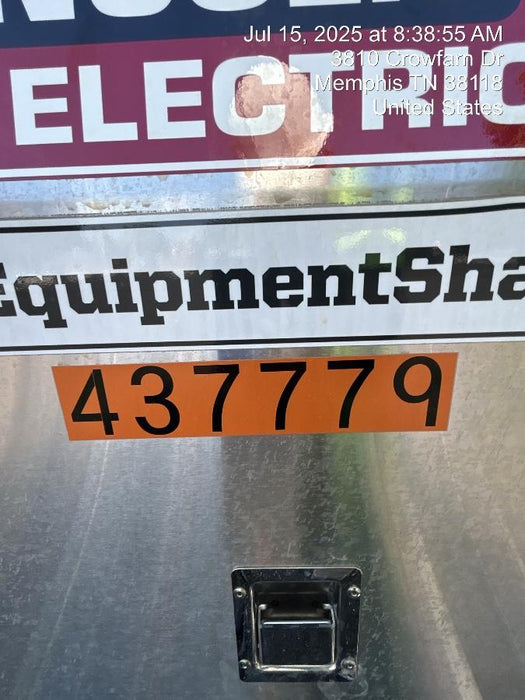 Jul 15, 2025 at 8:38:55 AM
3810 Crowfarn Dr
Memphis TN 38118
United States
ELECTRIC
EquipmentSha
437779